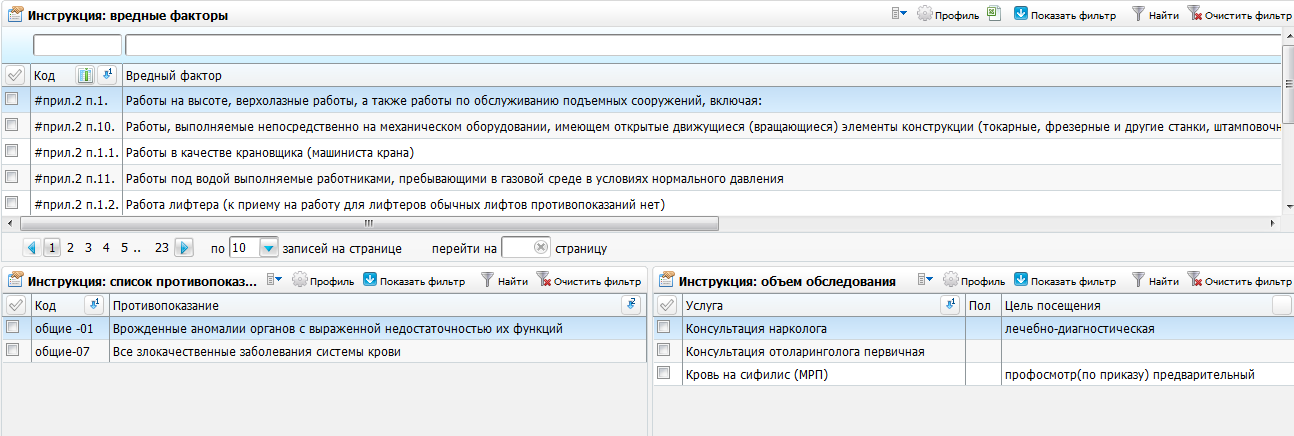 Инструкция: вредные факторы Профиль Показать фильтр Найти Очистить фильтр
Код 1 Вредный фактор
#прил.2 п.1. Работы на высоте, верхолазные работы, а также работы по обслуживанию подъемных сооружений, включая:
#прил.2 п.10. Работы, выполняемые непосредственно на механическом оборудовании, имеющем открытые движущиеся (вращающиеся) элементы конструкции (токарные, фрезерные и другие станки, штамповочн
#прил.2 п.1.1. Работы в качестве крановщика (машиниста крана)
#прил.2 п.11. Работы под водой выполняемые работниками, пребывающими в газовой среде в условиях нормального давления
#прил.2 п.1.2. Работа лифтера (к приему на работу для лифтеров обычных лифтов противопоказаний нет)
1 2 3 4 5 .. 23 по 10 записей на странице перейти на страницу
Инструкция: список противопоказ... Профиль Показать фильтр Найти Очистить фильтр
Код 1 Противопоказание 2
общие -01 Врожденные аномалии органов с выраженной недостаточностью их функций
общие-07 Все злокачественные заболевания системы крови
Инструкция: объем обследования Профиль Показать фильтр Найти Очистить фильтр
Услуга 1 Пол Цель посещения
Консультация нарколога лечебно-диагностическая
Консультация отоларинголога первичная
Кровь на сифилис (МРП) профосмотр(по приказу) предварительный